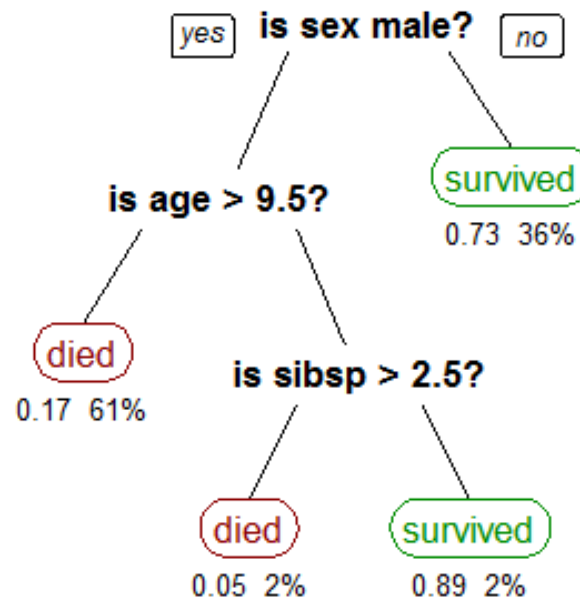 yes is sex male? no
survived
0.73 36%
is age > 9.5?
died
0.17 61%
is sibsp > 2.5?
died survived
0.05 2% 0.89 2%